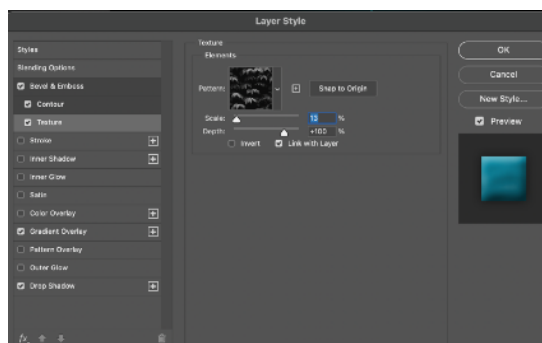 Layer Style
Styles
Blending Options
Bevel & Emboss
Contour
Texture
Stroke
Inner Shadow
Inner Glow
Satin
Color Overlay
Gradient Overlay
Pattern Overlay
Outer Glow
Drop Shadow
fx
Texture
Elements
Pattern:
Snap to Origin
Scale:
%
Depth: +100 %
Invert Link with Layer
OK
Cancel
New Style...
Preview